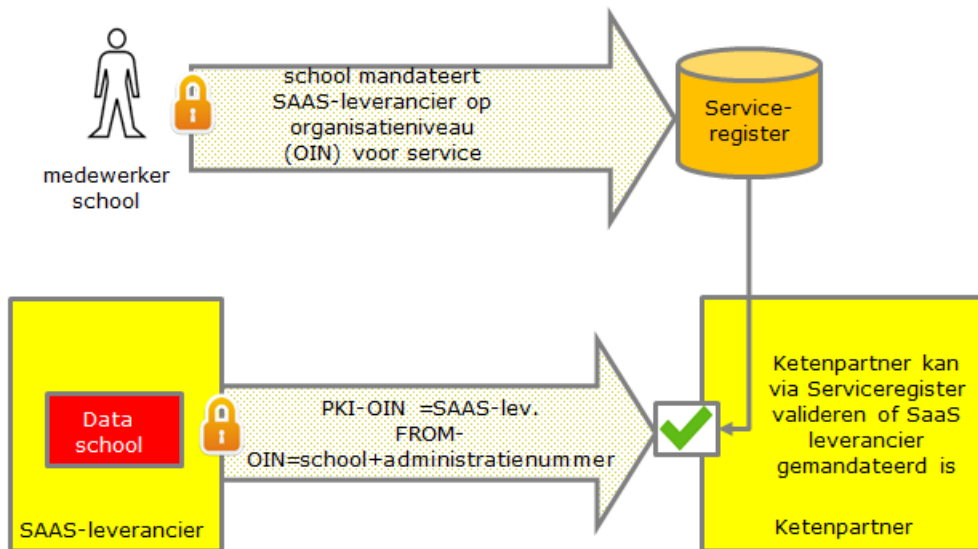 school mandateert
SAAS-leverancier op
organisatieniveau
(OIN) voor service
Service-
register
medewerker
school
Data
school
SAAS-leverancier
PKI-OIN =SAAS-lev.
FROM-
OIN=school+administratienummer
Ketenpartner kan
via Serviceregister
valideren of SaaS
leverancier
gemandateerd is
Ketenpartner